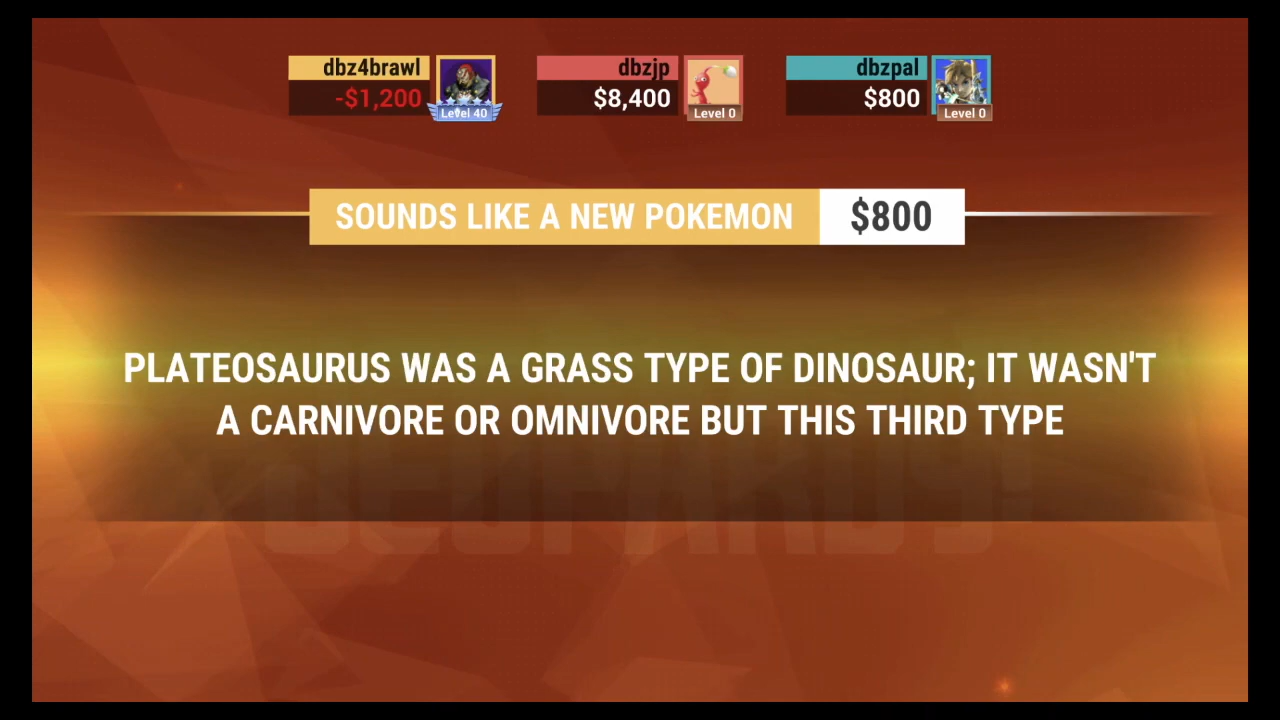 dbz4brawl dbzjp dbzpal
-$1,200 $8,400 $800
Level 40 Level 0 Level 0
SOUNDS LIKE A NEW POKEMON $800
PLATEOSAURUS WAS A GRASS TYPE OF DINOSAUR; IT WASN'T
A CARNIVORE OR OMNIVORE BUT THIS THIRD TYPE
JEOPARDY!